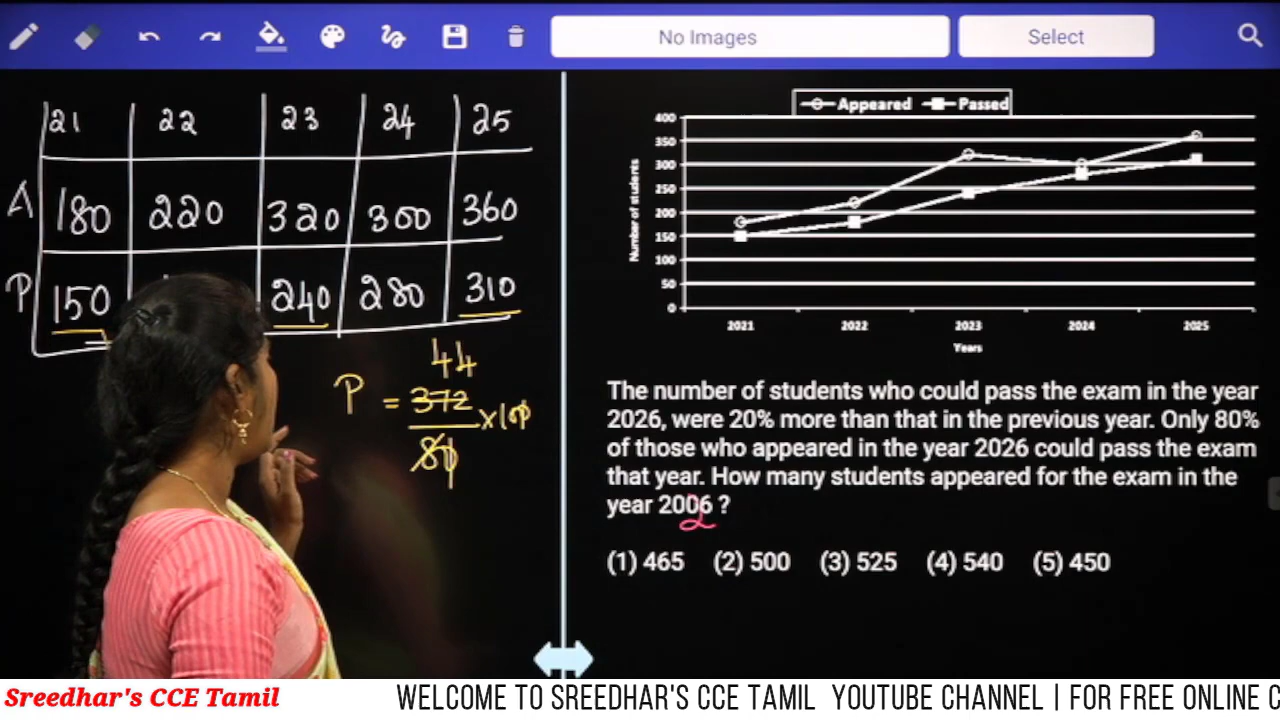 No Images
Select
21 22 23 24 25
A 180 220 320 300 360
P 150 240 280 310
44
P = 372 ×100
80
Appeared Passed
Number of students
400
350
300
250
200
150
100
50
0
2021 2022 2023 2024 2025
Years
The number of students who could pass the exam in the year
2026, were 20% more than that in the previous year. Only 80%
of those who appeared in the year 2026 could pass the exam
that year. How many students appeared for the exam in the
year 2006 ?
2
(1) 465 (2) 500 (3) 525 (4) 540 (5) 450
Sreedhar's CCE Tamil
WELCOME TO SREEDHAR'S CCE TAMIL YOUTUBE CHANNEL | FOR FREE ONLINE C